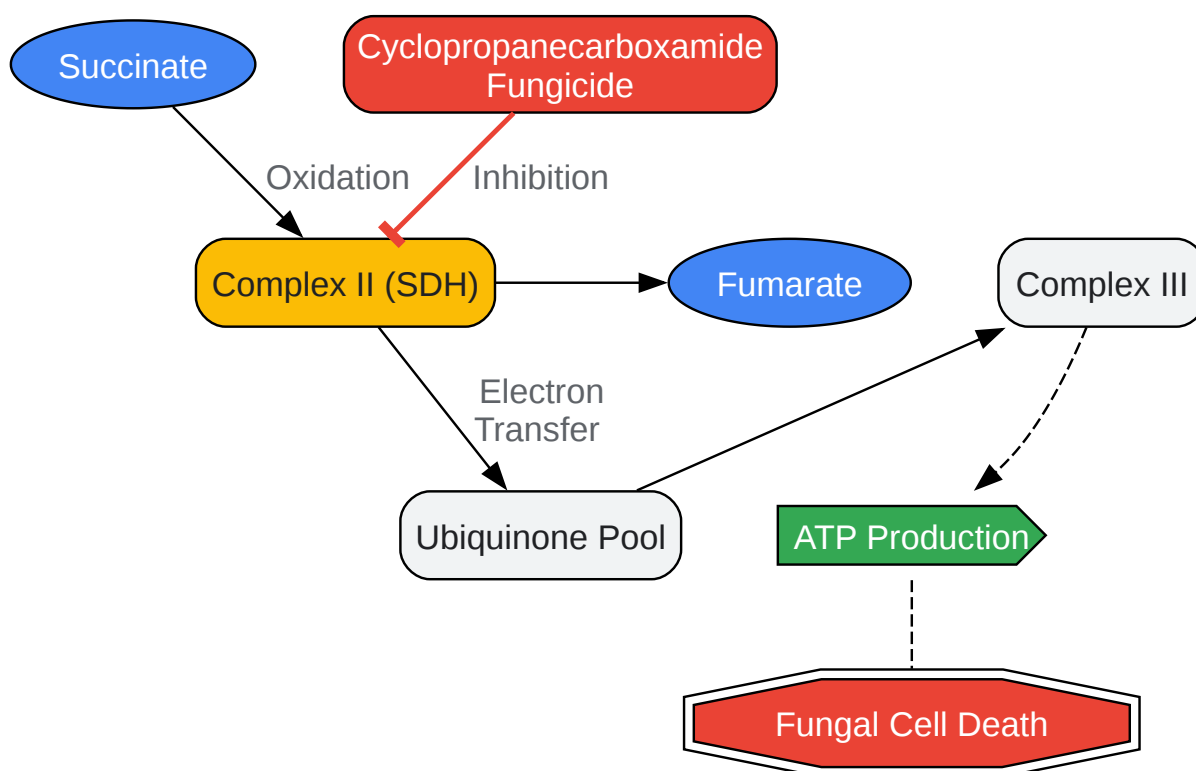 Succinate
Cyclopropanecarboxamide
Fungicide
Oxidation
Inhibition
Complex II (SDH)
Fumarate
Complex III
Electron
Transfer
Ubiquinone Pool
ATP Production
Fungal Cell Death